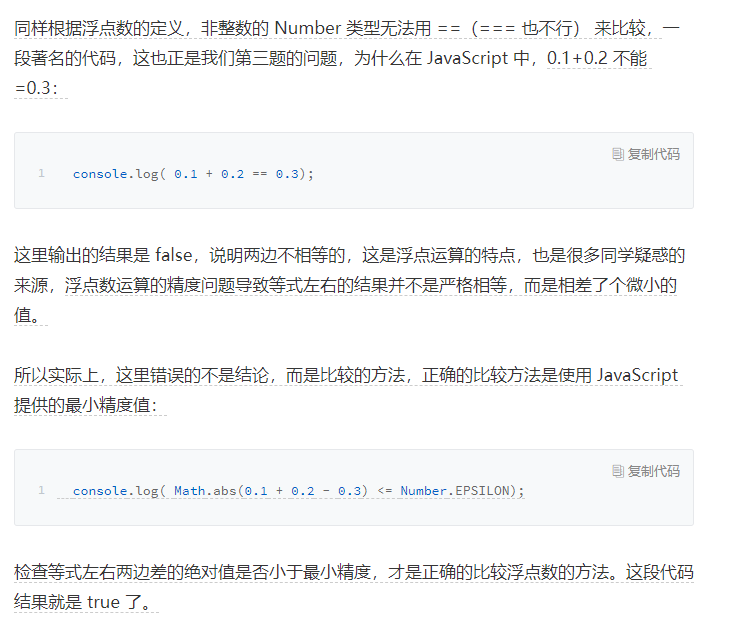 同样根据浮点数的定义，非整数的 Number 类型无法用 ==（=== 也不行） 来比较，一
段著名的代码，这也正是我们第三题的问题，为什么在 JavaScript 中，0.1+0.2 不能
=0.3：
复制代码
1 console.log( 0.1 + 0.2 == 0.3);
这里输出的结果是 false，说明两边不相等的，这是浮点运算的特点，也是很多同学疑惑的
来源，浮点数运算的精度问题导致等式左右的结果并不是严格相等，而是相差了个微小的
值。
所以实际上，这里错误的不是结论，而是比较的方法，正确的比较方法是使用 JavaScript
提供的最小精度值：
复制代码
1 console.log( Math.abs(0.1 + 0.2 - 0.3) <= Number.EPSILON);
检查等式左右两边差的绝对值是否小于最小精度，才是正确的比较浮点数的方法。这段代码
结果就是 true 了。